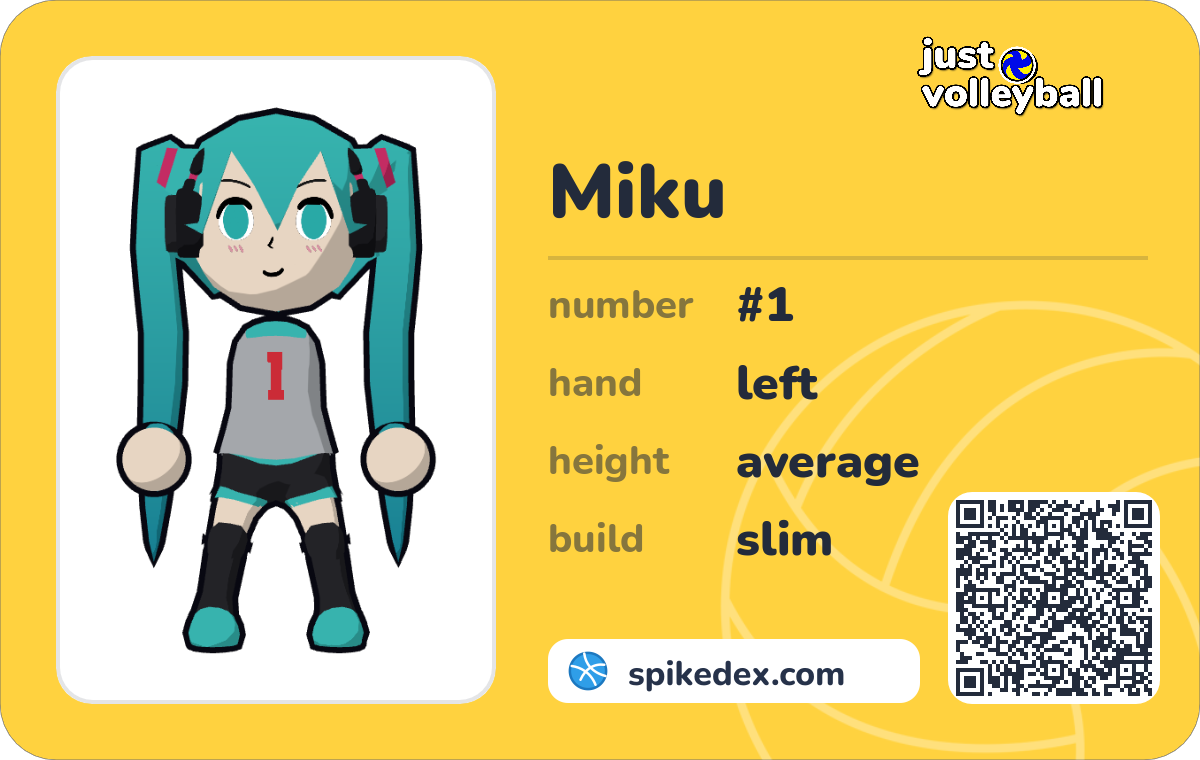 just
volleyball
Miku
number #1
hand left
height average
build slim
1
spikedex.com